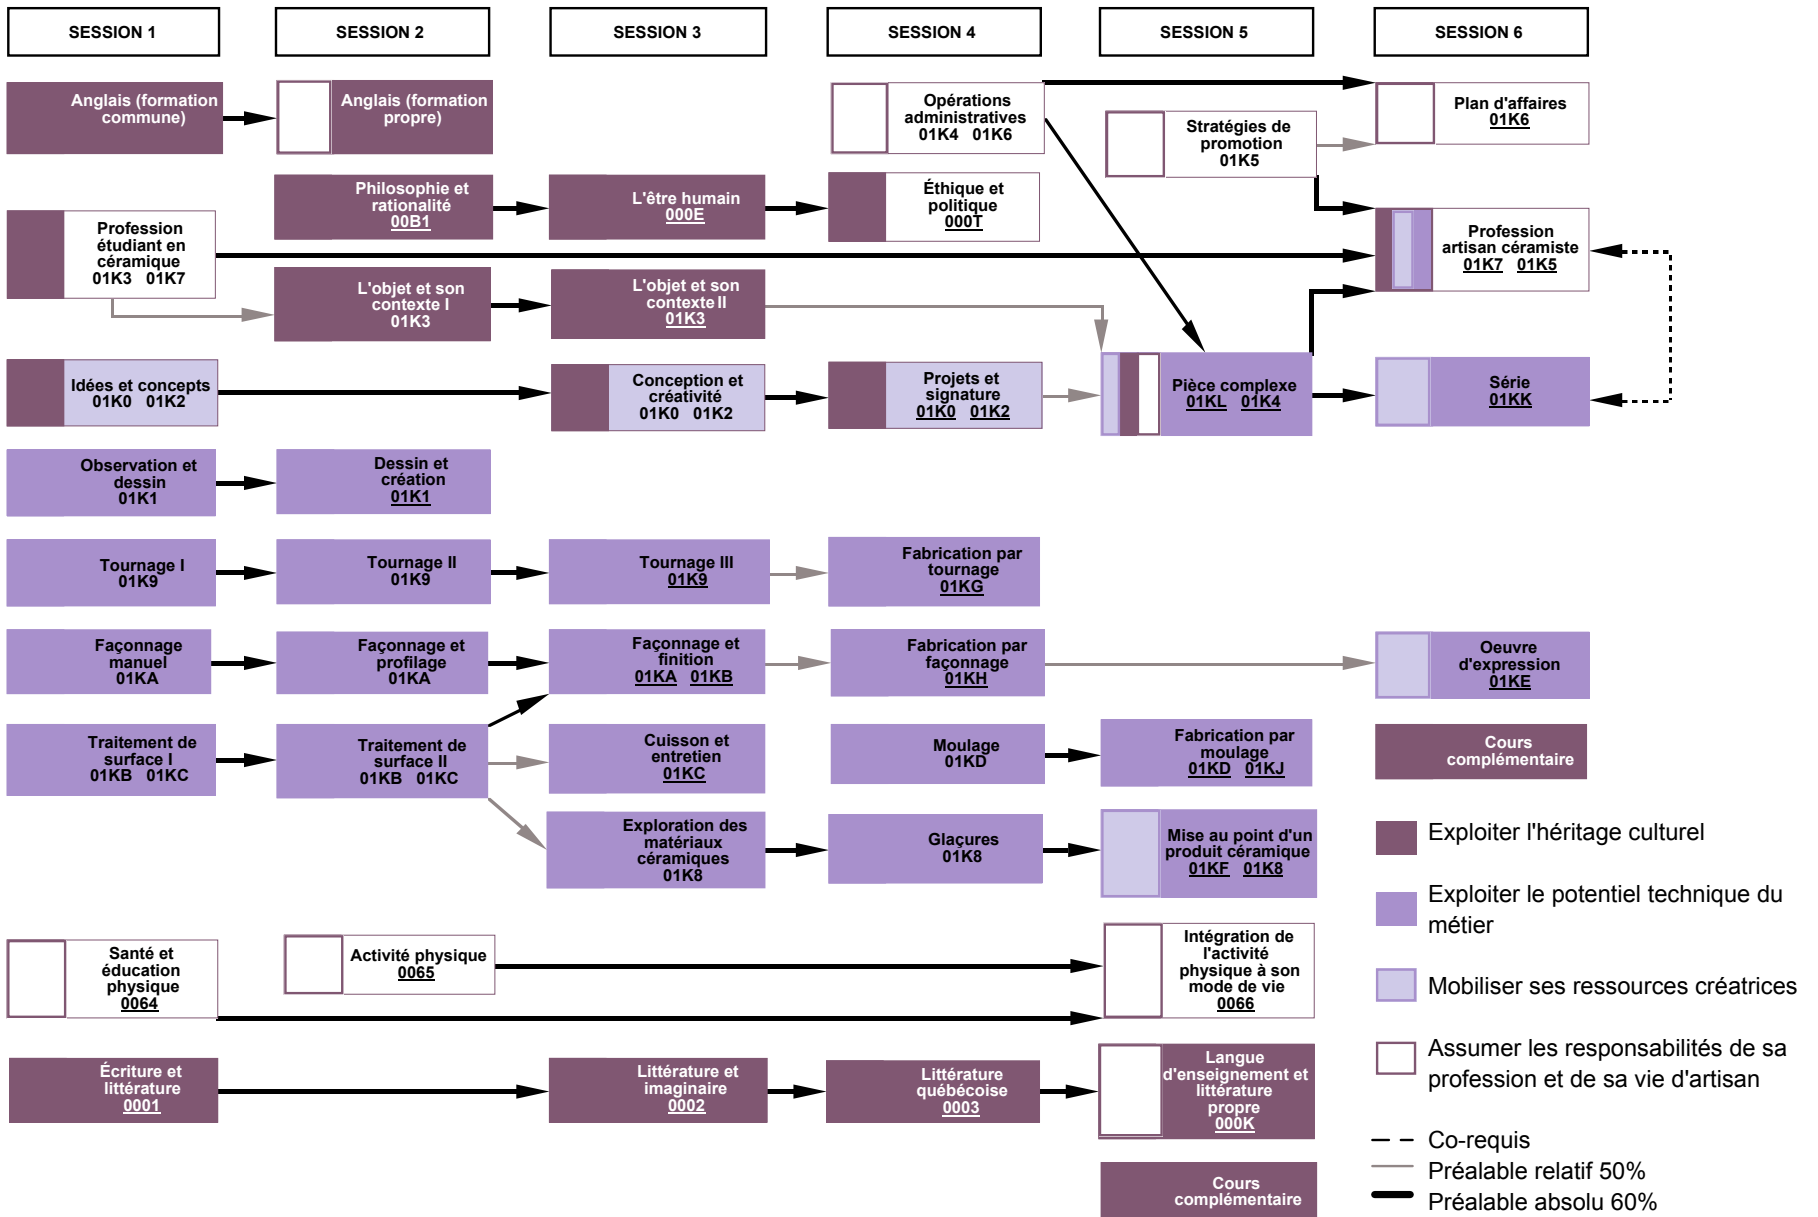 SESSION 1
SESSION 2
SESSION 3
SESSION 4
SESSION 5
SESSION 6
Anglais (formation
commune)
Anglais (formation
propre)
Opérations
administratives
01K4 01K6
Stratégies de
promotion
01K5
Plan d'affaires
01K6
Philosophie et
rationalité
00B1
L'être humain
000E
Éthique et
politique
000T
Profession
étudiant en
céramique
01K3 01K7
Profession
artisan céramiste
01K7 01K5
L'objet et son
contexte I
01K3
L'objet et son
contexte II
01K3
Idées et concepts
01K0 01K2
Conception et
créativité
01K0 01K2
Projets et
signature
01K0 01K2
Pièce complexe
01KL 01K4
Série
01KK
Observation et
dessin
01K1
Dessin et
création
01K1
Tournage I
01K9
Tournage II
01K9
Tournage III
01K9
Fabrication par
tournage
01KG
Façonnage
manuel
01KA
Façonnage et
profilage
01KA
Façonnage et
finition
01KA 01KB
Fabrication par
façonnage
01KH
Oeuvre
d'expression
01KE
Traitement de
surface I
01KB 01KC
Traitement de
surface II
01KB 01KC
Cuisson et
entretien
01KC
Moulage
01KD
Fabrication par
moulage
01KD 01KJ
Cours
complémentaire
Exploration des
matériaux
céramiques
01K8
Glaçures
01K8
Mise au point d'un
produit céramique
01KF 01K8
Santé et
éducation
physique
0064
Activité physique
0065
Intégration de
l'activité
physique à son
mode de vie
0066
Écriture et
littérature
0001
Littérature et
imaginaire
0002
Littérature
québécoise
0003
Langue
d'enseignement et
littérature
propre
000K
Cours
complémentaire
Exploiter l'héritage culturel
Exploiter le potentiel technique du
métier
Mobiliser ses ressources créatrices
Assumer les responsabilités de sa
profession et de sa vie d'artisan
Co-requis
Préalable relatif 50%
Préalable absolu 60%